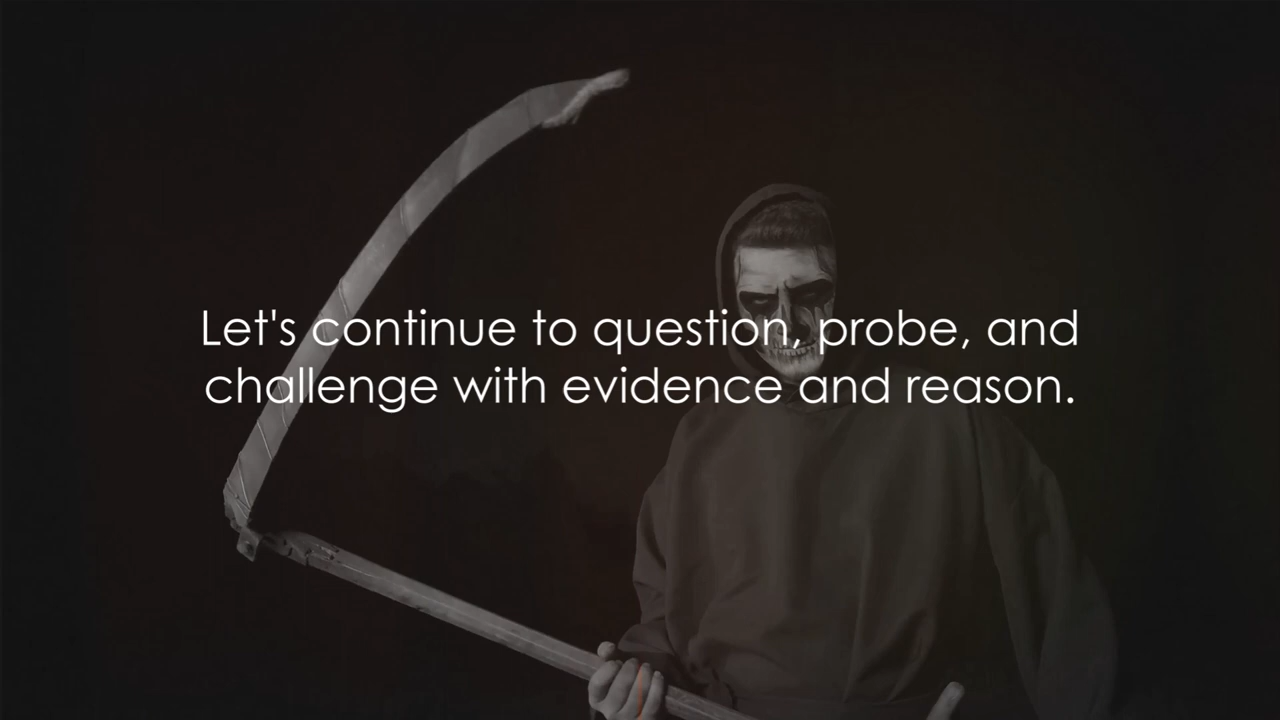 Let's continue to question, probe, and
challenge with evidence and reason.